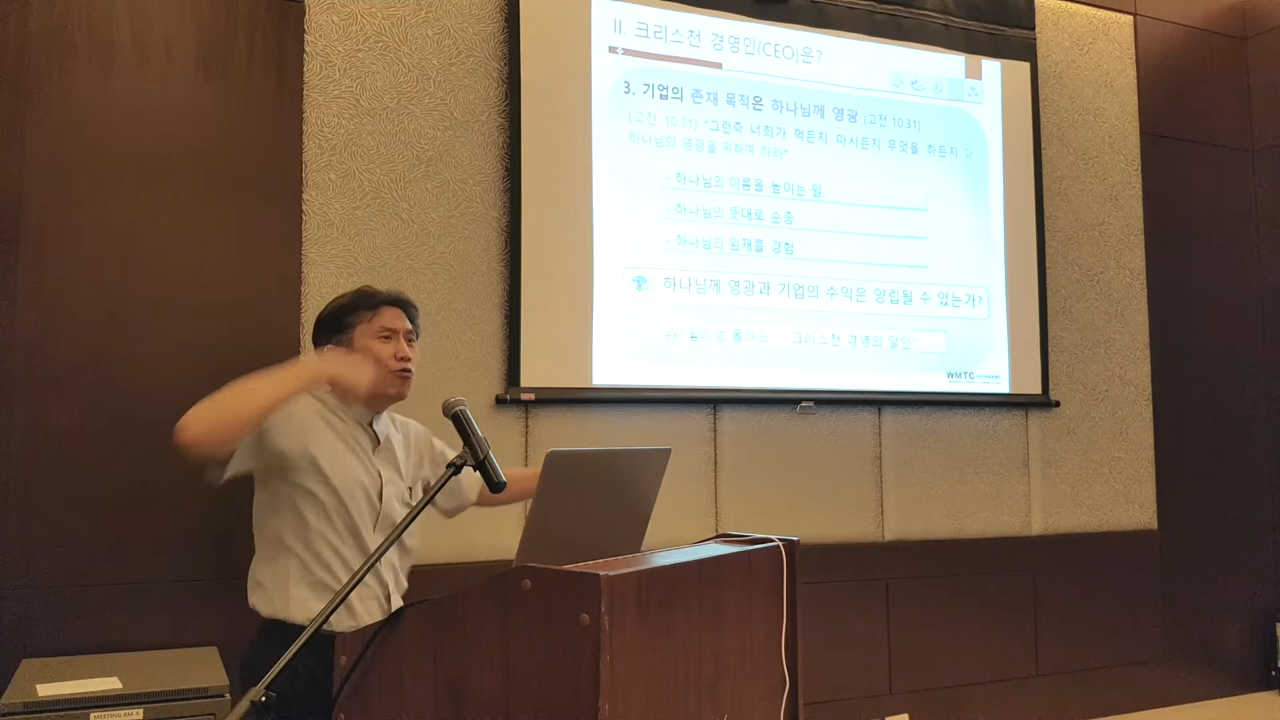 II. 크리스천 경영인(CEO)은?
3. 기업의 존재 목적은 하나님께 영광 (고전 10:31)
(고전 10:31) "그런즉 너희가 먹든지 마시든지 무엇을 하든지 다
하나님의 영광을 위하여 하라"
- 하나님의 이름을 높이는 일
- 하나님의 뜻대로 순종
- 하나님의 임재를 경험
하나님께 영광과 기업의 수익은 양립될 수 있는가?
크리스천 경영의 달인"
WMTC
MEETING RM 5